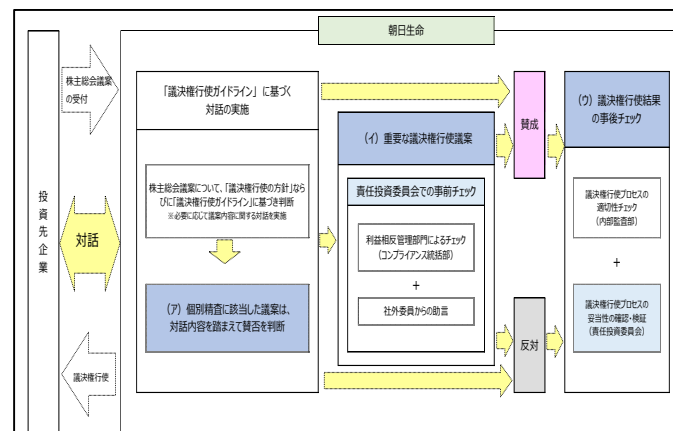 朝日生命
株主総会議案
の受付
「議決権行使ガイドライン」に基づく
対話の実施
賛成
(ウ)議決権行使結果
の事後チェック
(イ)重要な議決権行使議案
投資先企業
対話
株主総会議案について、「議決権行使の方針」なら
びに「議決権行使ガイドライン」に基づき判断
※必要に応じて議案内容に関する対話を実施
責任投資委員会での事前チェック
議決権行使プロセスの
適切性チェック
(内部監査部)
利益相反管理部門によるチェック
(コンプライアンス統括部)
+
+
(ア)個別精査に該当した議案は、
対話内容を踏まえて賛否を判断
社外委員からの助言
議決権行使プロセスの
妥当性の確認・検証
(責任投資委員会)
反対
議決権行使